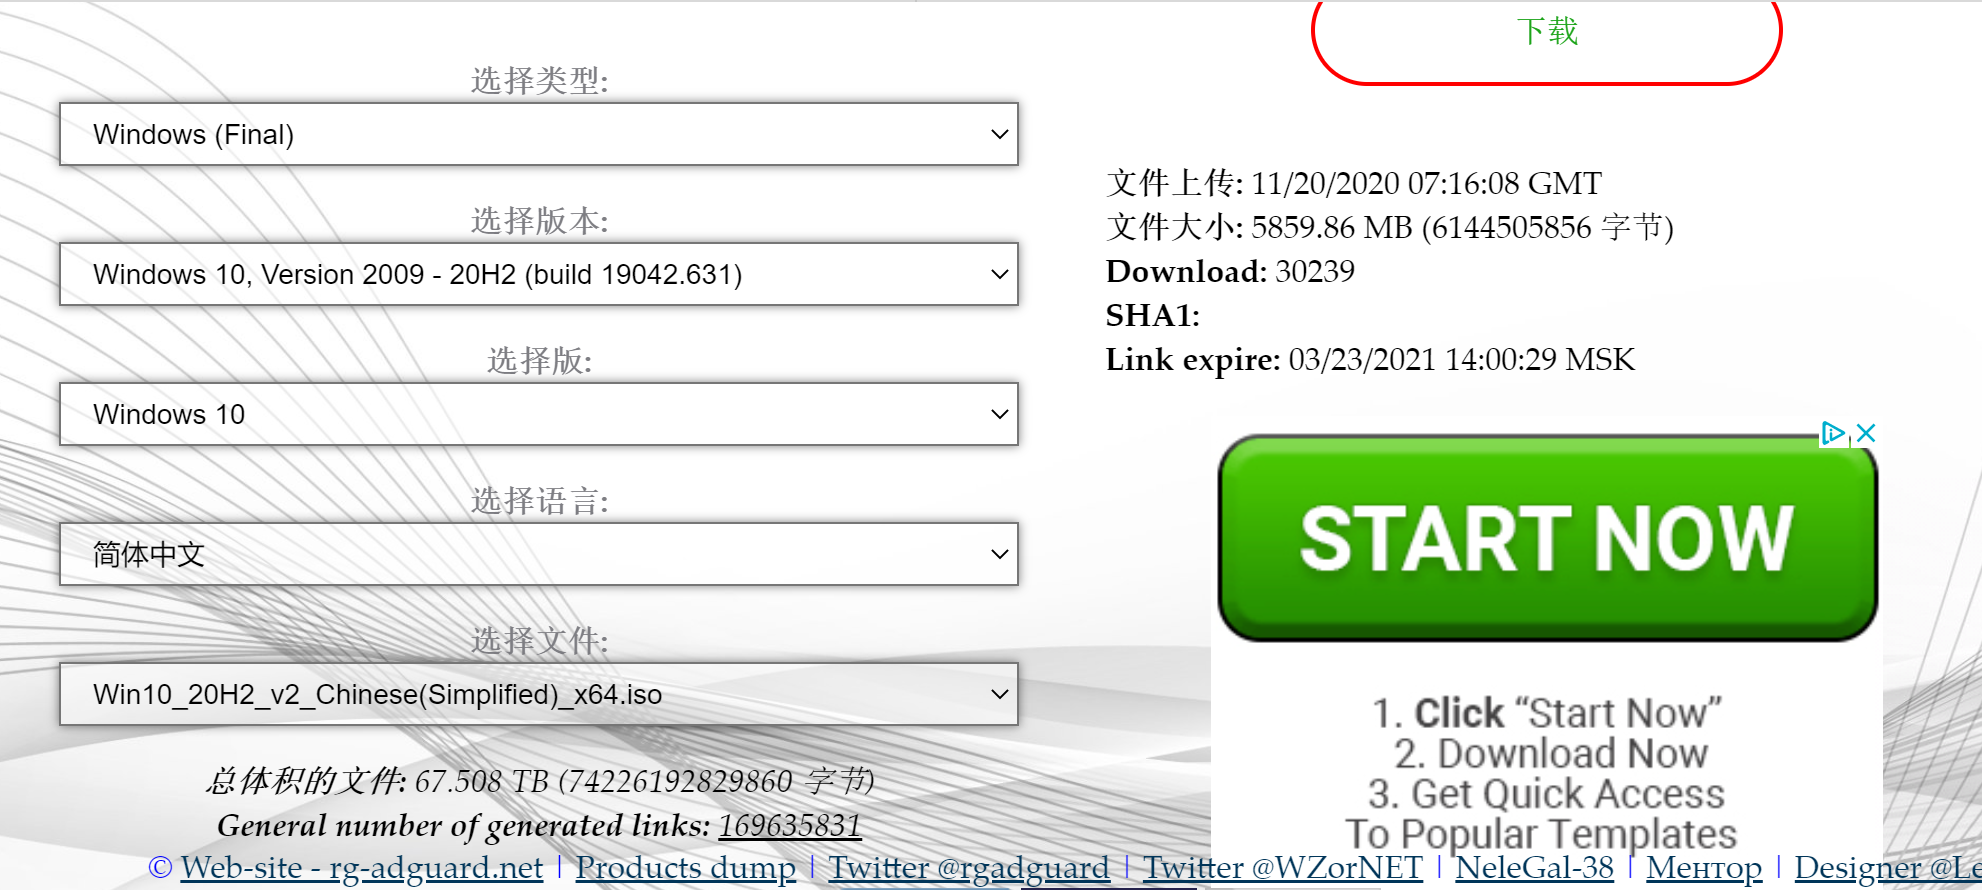 选择类型:
Windows (Final)
选择版本:
Windows 10, Version 2009 - 20H2 (build 19042.631)
选择版:
Windows 10
选择语言:
简体中文
选择文件:
Win10_20H2_v2_Chinese(Simplified)_x64.iso
总体积的文件: 67.508 TB (74226192829860 字节)
General number of generated links: 169635831
下载
文件上传: 11/20/2020 07:16:08 GMT
文件大小: 5859.86 MB (6144505856 字节)
Download: 30239
SHA1:
Link expire: 03/23/2021 14:00:29 MSK
START NOW
1. Click “Start Now”
2. Download Now
3. Get Quick Access
To Popular Templates
© Web-site - rg-adguard.net | Products dump | Twitter @rgadguard | Twitter @WZorNET | NeleGal-38 | Ментор | Designer